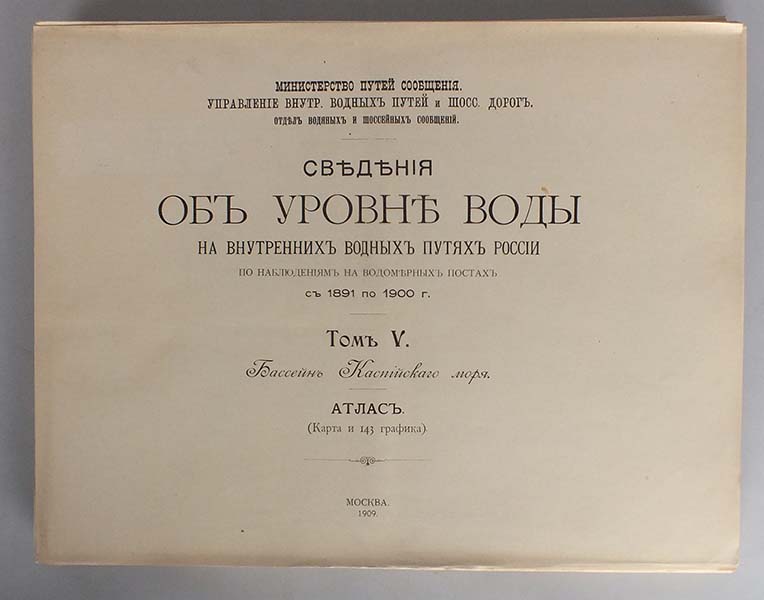 МИНИСТЕРСТВО ПУТЕЙ СООБЩЕНІЯ.
УПРАВЛЕНІЕ ВНУТР. ВОДНЫХЪ ПУТЕЙ и ШОСС. ДОРОГЪ.
ОТДѢЛЪ ВОДЯНЫХЪ И ШОССЕЙНЫХЪ СООБЩЕНІЙ.
СВѢДѢНІЯ
ОБЪ УРОВНѢ ВОДЫ
НА ВНУТРЕННИХЪ ВОДНЫХЪ ПУТЯХЪ РОССІИ
ПО НАБЛЮДЕНІЯМЪ НА ВОДОМѢРНЫХЪ ПОСТАХЪ
съ 1891 по 1900 г.
Томъ V.
Бассейнъ Каспійскаго моря.
АТЛАСЪ.
(Карта и 143 графика).
МОСКВА.
1909.